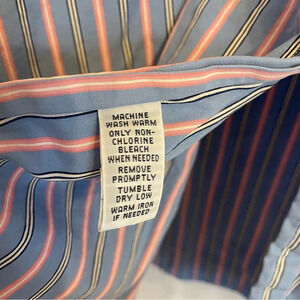 MACHINE
WASH WARM
ONLY NON-
CHLORINE
BLEACH
WHEN NEEDED
REMOVE
PROMPTLY
TUMBLE
DRY LOW
WARM IRON
IF NEEDED